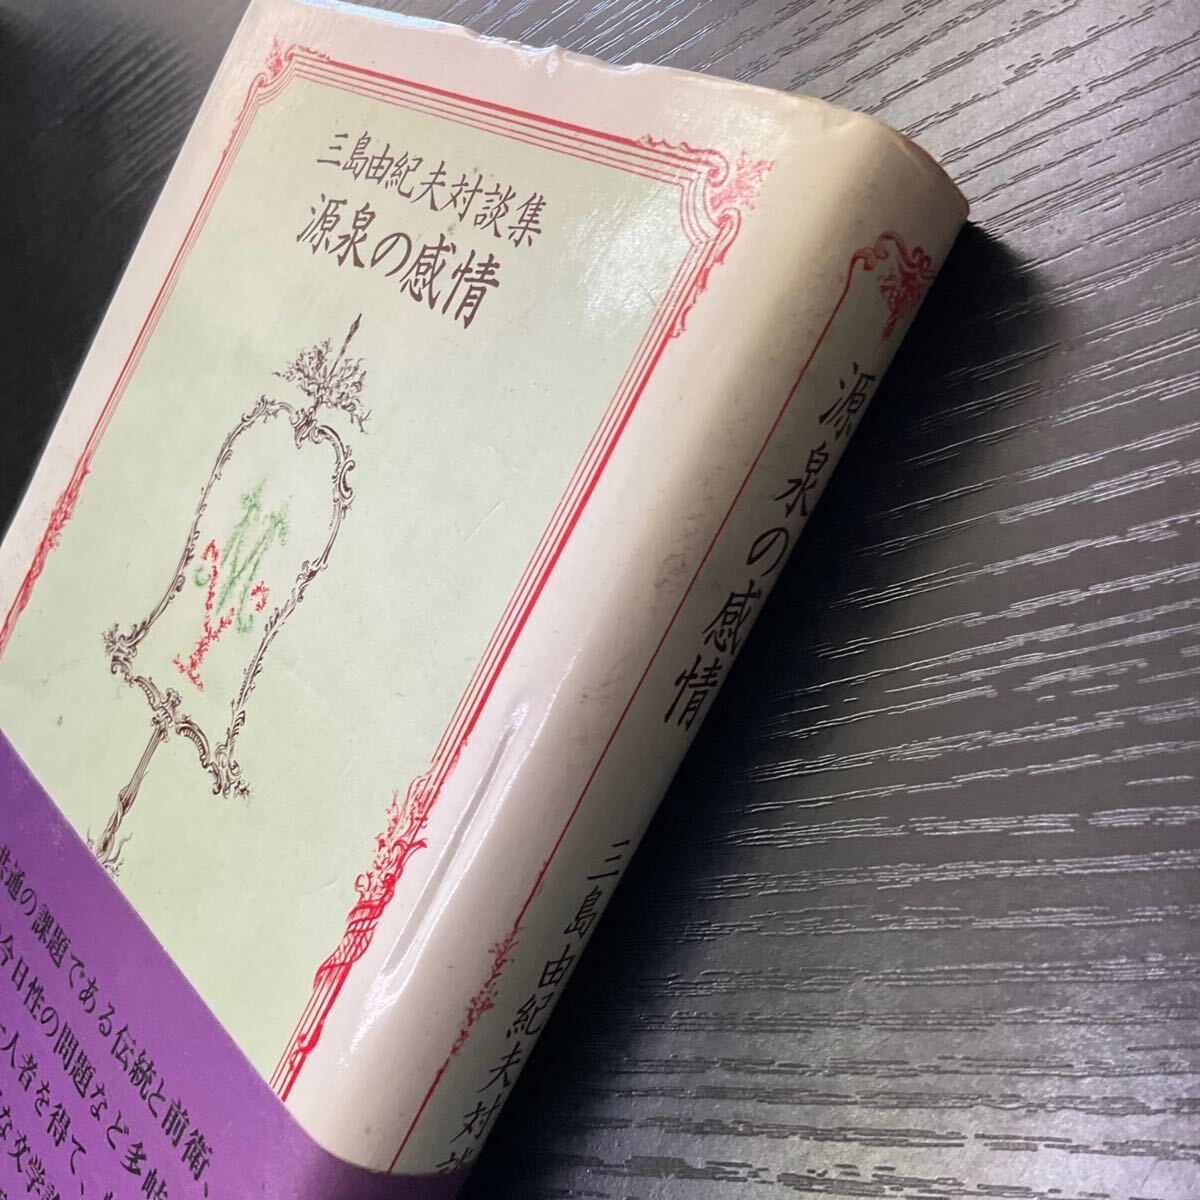 三島由紀夫対談集
源泉の感情
源泉の感情
三島由紀夫対談
共通の課題である伝統と前衛、
今日性の問題など多岐
人者を得て、
な文学